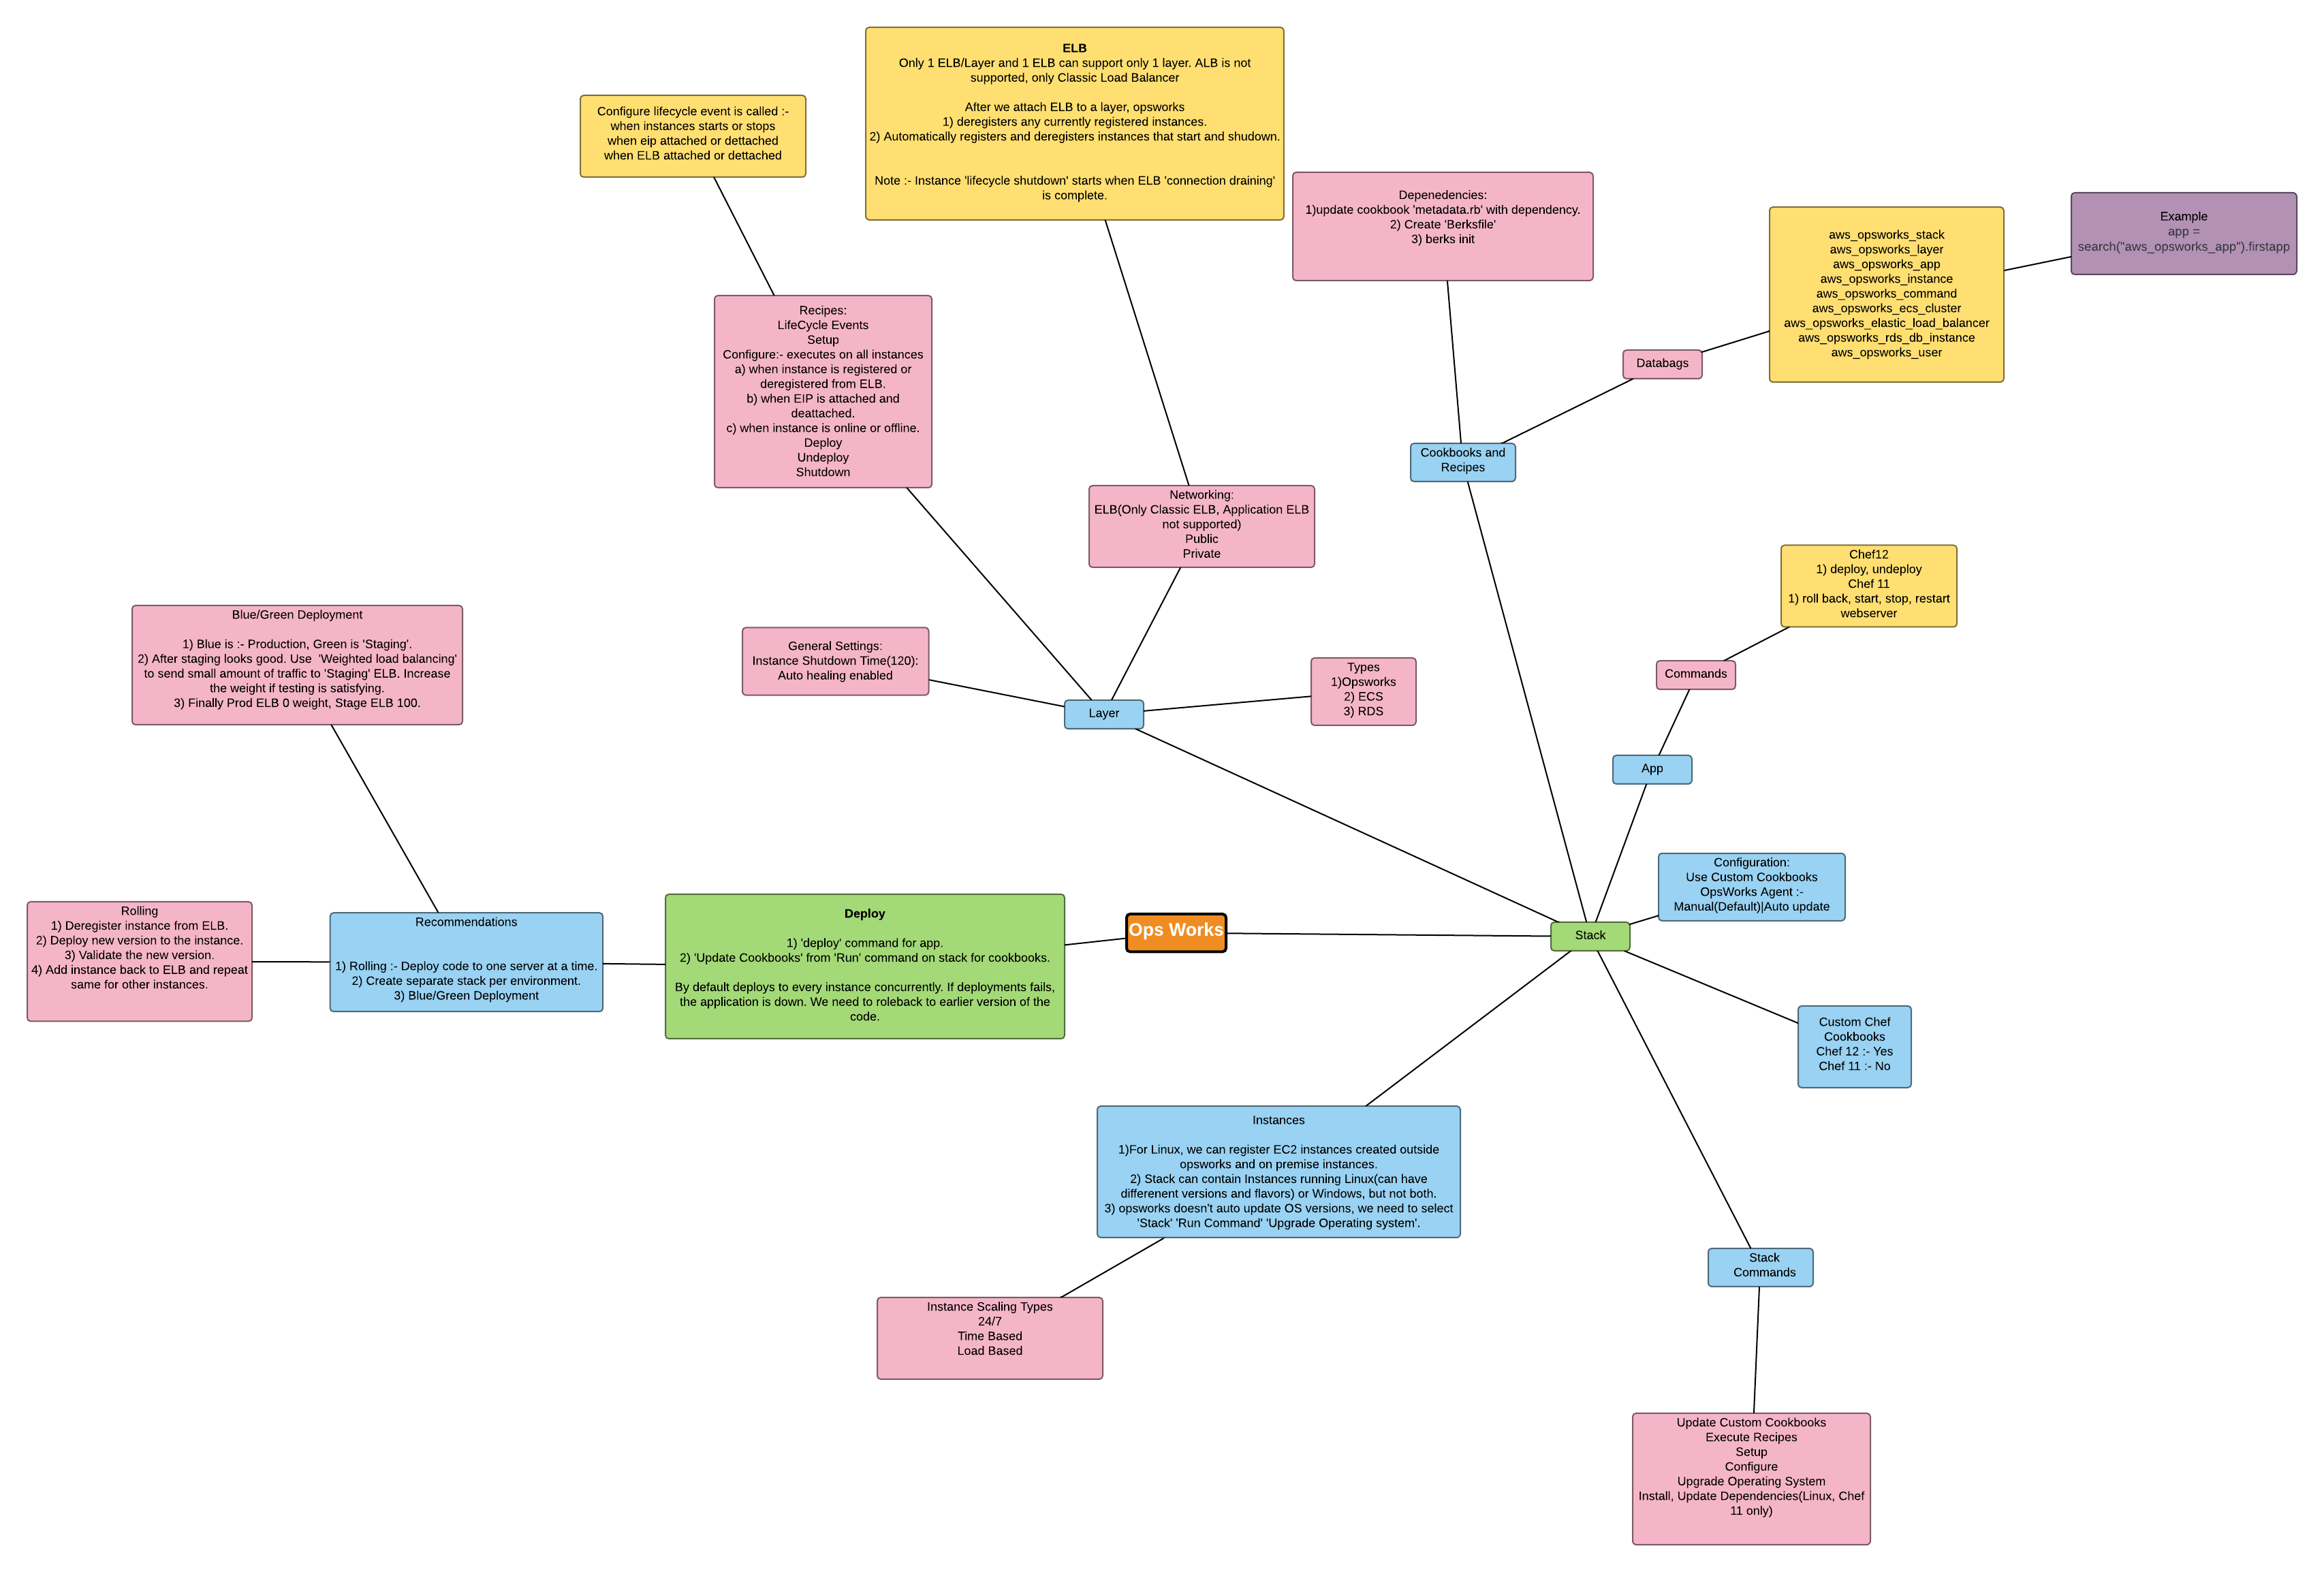 ELB
Only 1 ELB/Layer and 1 ELB can support only 1 layer. ALB is not
supported, only Classic Load Balancer
After we attach ELB to a layer, opsworks
1) deregisters any currently registered instances.
2) Automatically registers and deregisters instances that start and shudown.
Note :- Instance 'lifecycle shutdown' starts when ELB 'connection draining'
is complete.
Configure lifecycle event is called :-
when instances starts or stops
when eip attached or dettached
when ELB attached or dettached
Depenedencies:
1)update cookbook 'metadata.rb' with dependency.
2) Create 'Berksfile'
3) berks init
aws_opsworks_stack
aws_opsworks_layer
aws_opsworks_app
aws_opsworks_instance
aws_opsworks_command
aws_opsworks_ecs_cluster
aws_opsworks_elastic_load_balancer
aws_opsworks_rds_db_instance
aws_opsworks_user
Example
app =
search("aws_opsworks_app").firstapp
Recipes:
LifeCycle Events
Setup
Configure:- executes on all instances
a) when instance is registered or
deregistered from ELB.
b) when EIP is attached and
deattached.
c) when instance is online or offline.
Deploy
Undeploy
Shutdown
Databags
Cookbooks and
Recipes
Networking:
ELB(Only Classic ELB, Application ELB
not supported)
Public
Private
Chef12
1) deploy, undeploy
Chef 11
1) roll back, start, stop, restart
webserver
Blue/Green Deployment
1) Blue is :- Production, Green is 'Staging'.
2) After staging looks good. Use 'Weighted load balancing'
to send small amount of traffic to 'Staging' ELB. Increase
the weight if testing is satisfying.
3) Finally Prod ELB 0 weight, Stage ELB 100.
General Settings:
Instance Shutdown Time(120):
Auto healing enabled
Types
1)Opsworks
2) ECS
3) RDS
Commands
Layer
App
Configuration:
Use Custom Cookbooks
OpsWorks Agent :-
Manual(Default)|Auto update
Rolling
1) Deregister instance from ELB.
2) Deploy new version to the instance.
3) Validate the new version.
4) Add instance back to ELB and repeat
same for other instances.
Recommendations
1) Rolling :- Deploy code to one server at a time.
2) Create separate stack per environment.
3) Blue/Green Deployment
Deploy
1) 'deploy' command for app.
2) 'Update Cookbooks' from 'Run' command on stack for cookbooks.
By default deploys to every instance concurrently. If deployments fails,
the application is down. We need to roleback to earlier version of the
code.
Ops Works
Stack
Custom Chef
Cookbooks
Chef 12 :- Yes
Chef 11 :- No
Instances
1)For Linux, we can register EC2 instances created outside
opsworks and on premise instances.
2) Stack can contain Instances running Linux(can have
differenent versions and flavors) or Windows, but not both.
3) opsworks doesn't auto update OS versions, we need to select
'Stack' 'Run Command' 'Upgrade Operating system'.
Stack
Commands
Instance Scaling Types
24/7
Time Based
Load Based
Update Custom Cookbooks
Execute Recipes
Setup
Configure
Upgrade Operating System
Install, Update Dependencies(Linux, Chef
11 only)